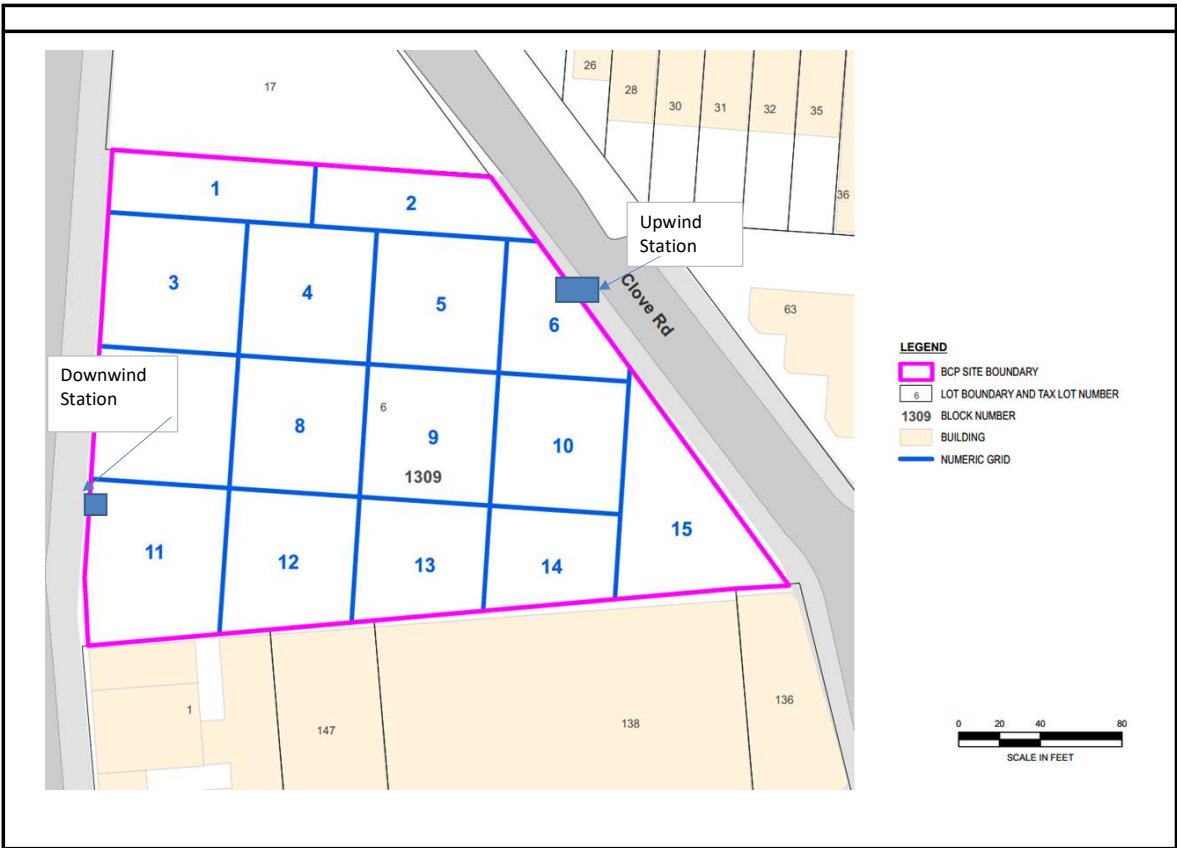 17
26
28
30
31
32
35
36
1
2
Upwind
Station
Clove Rd
3
4
5
6
63
Downwind
Station
6
8
9
10
1309
11
12
13
14
15
1
147
138
136
LEGEND
BCP SITE BOUNDARY
6 LOT BOUNDARY AND TAX LOT NUMBER
1309 BLOCK NUMBER
BUILDING
NUMERIC GRID
0 20 40 80
SCALE IN FEET